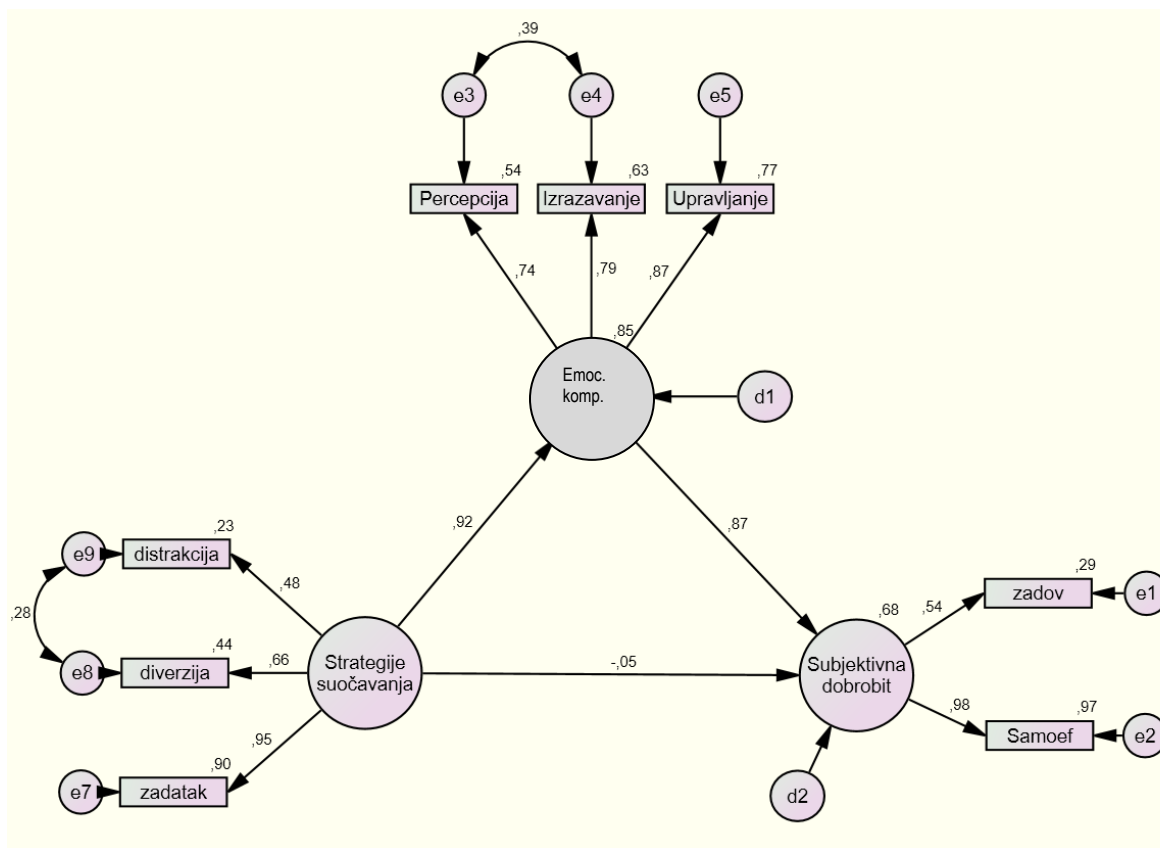 ,39
e3
e4
e5
,54
,63
,77
Percepcija
Izrazavanje
Upravljanje
,74
,79
,87
,85
Emoc.
komp.
d1
,92
,87
,23
e9
distrakcija
,48
,28
,44
e8
diverzija
,66
Strategije
suočavanja
-,05
,95
,90
e7
zadatak
,68
Subjektivna
dobrobit
,54
,29
zadov
e1
,98
,97
Samoef
e2
d2